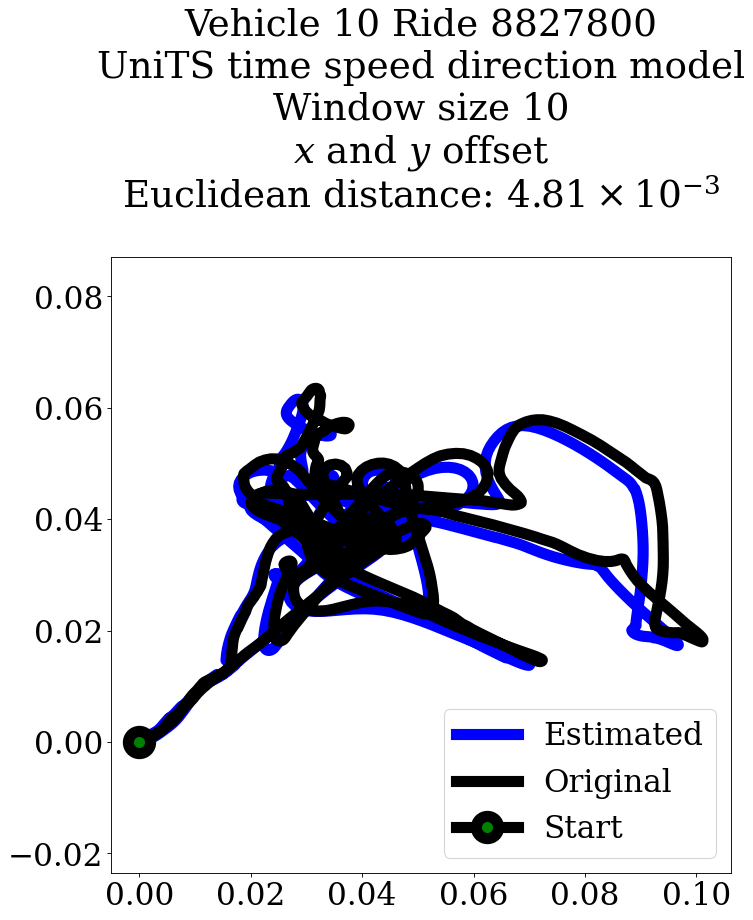 Vehicle 10 Ride 8827800
UniTS time speed direction model
Window size 10
x and y offset
Euclidean distance: 4.81 × 10⁻³
0.08
0.06
0.04
0.02
0.00
−0.02
0.00 0.02 0.04 0.06 0.08 0.10
Estimated
Original
Start